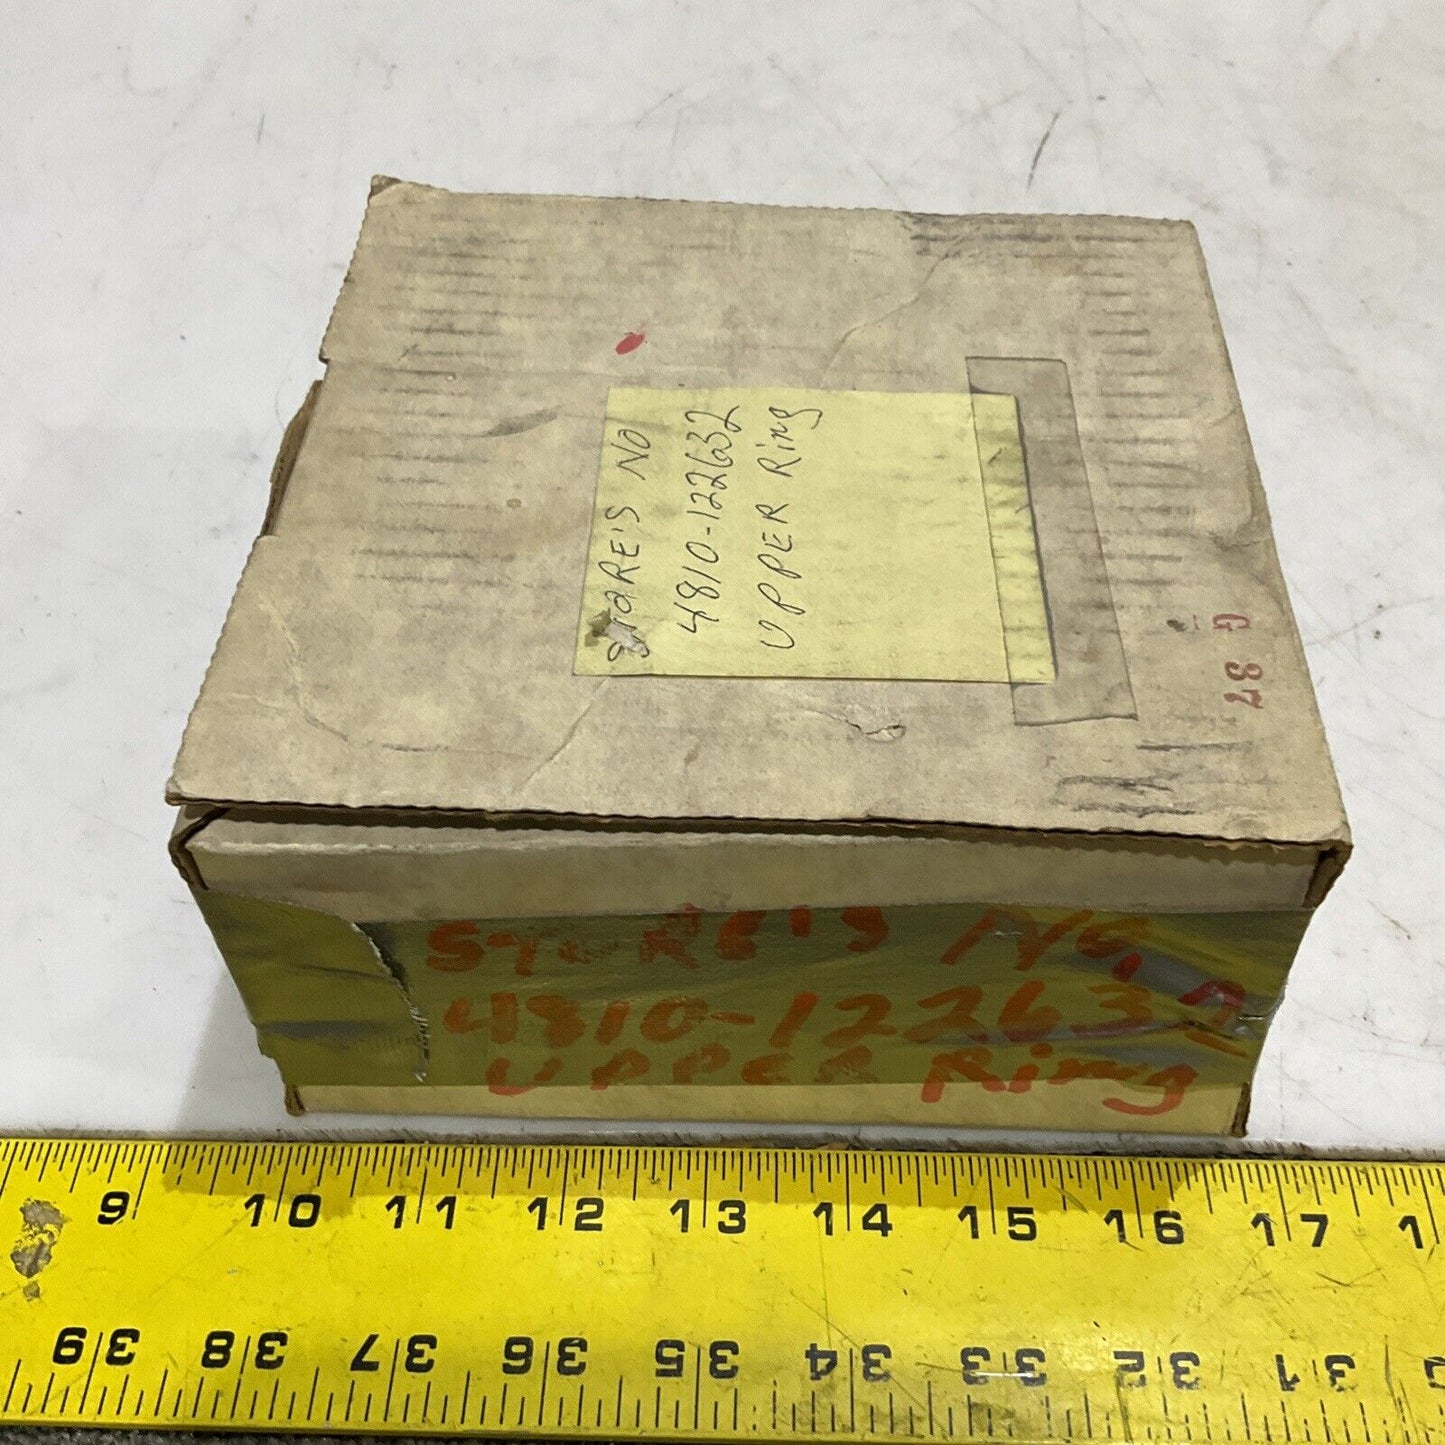 STORE'S NO
4810-122632
UPPER Ring
G 37
STORE'S NO,
4810-122632
UPPER Ring
9 10 11 12 13 14 15 16 17
39 38 37 36 35 34 33 32 31